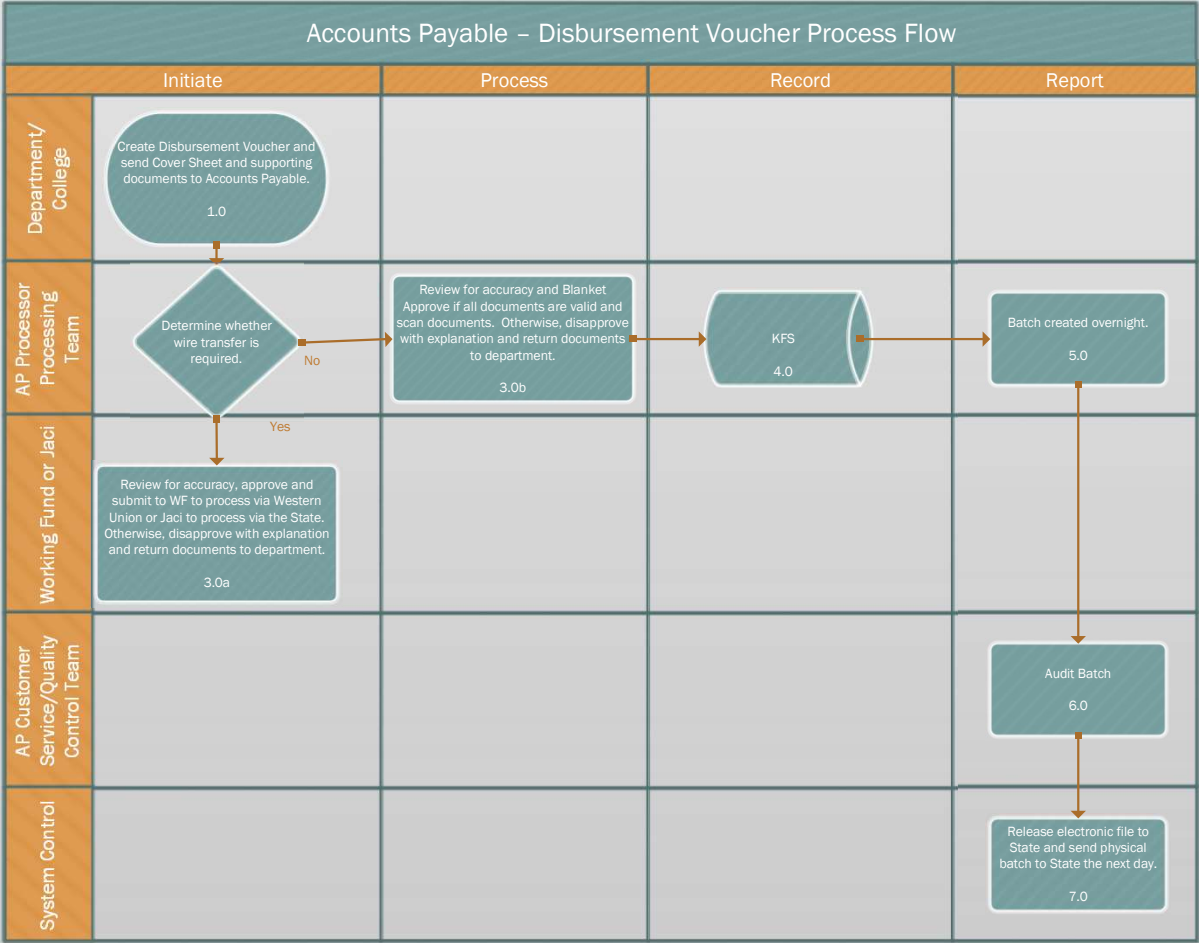 Accounts Payable – Disbursement Voucher Process Flow
Initiate
Process
Record
Report
Department/
College
Create Disbursement Voucher and
send Cover Sheet and supporting
documents to Accounts Payable.
1.0
AP Processor
Processing
Team
Determine whether
wire transfer is
required.
No
Yes
Review for accuracy and Blanket
Approve if all documents are valid and
scan documents.  Otherwise, disapprove
with explanation and return documents
to department.
3.0b
KFS
4.0
Batch created overnight.
5.0
Working Fund or Jaci
Review for accuracy, approve and
submit to WF to process via Western
Union or Jaci to process via the State.
Otherwise, disapprove with explanation
and return documents to department.
3.0a
AP Customer
Service/Quality
Control Team
Audit Batch
6.0
System Control
Release electronic file to
State and send physical
batch to State the next day.
7.0